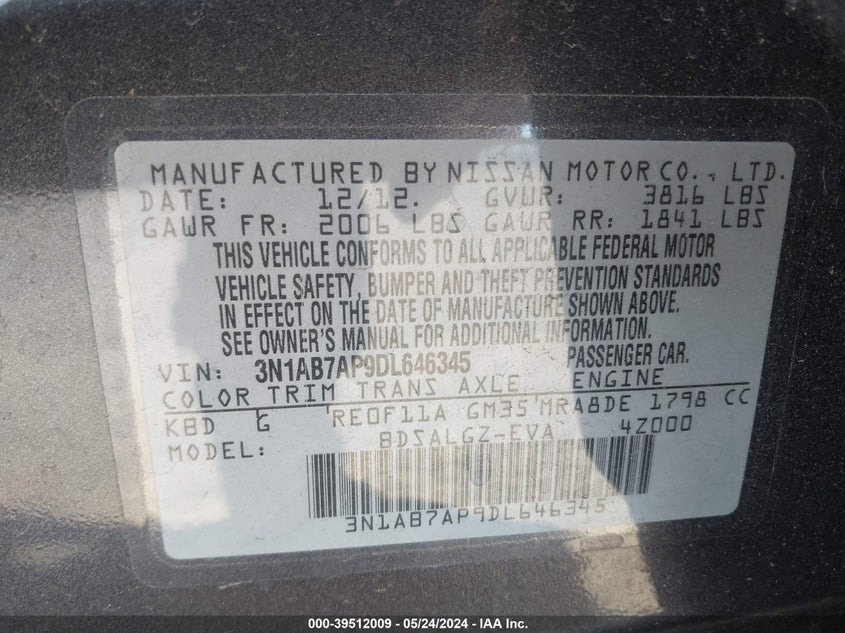 MANUFACTURED BY NISSAN MOTOR CO., LTD.
DATE: 12/12. GVWR: 3816 LBS
GAWR FR: 2006 LBS GAWR RR: 1841 LBS
THIS VEHICLE CONFORMS TO ALL APPLICABLE FEDERAL MOTOR
VEHICLE SAFETY, BUMPER AND THEFT PREVENTION STANDARDS
IN EFFECT ON THE DATE OF MANUFACTURE SHOWN ABOVE.
SEE OWNER'S MANUAL FOR ADDITIONAL INFORMATION.
VIN: 3N1AB7AP9DL646345 PASSENGER CAR.
COLOR TRIM TRANS AXLE ENGINE
KBD G RE0F11A GM35 MRA8DE 1798 CC
MODEL: BDSALGZ-EVA 4Z000
3N1AB7AP9DL646345
000-39512009 - 05/24/2024 - IAA Inc.